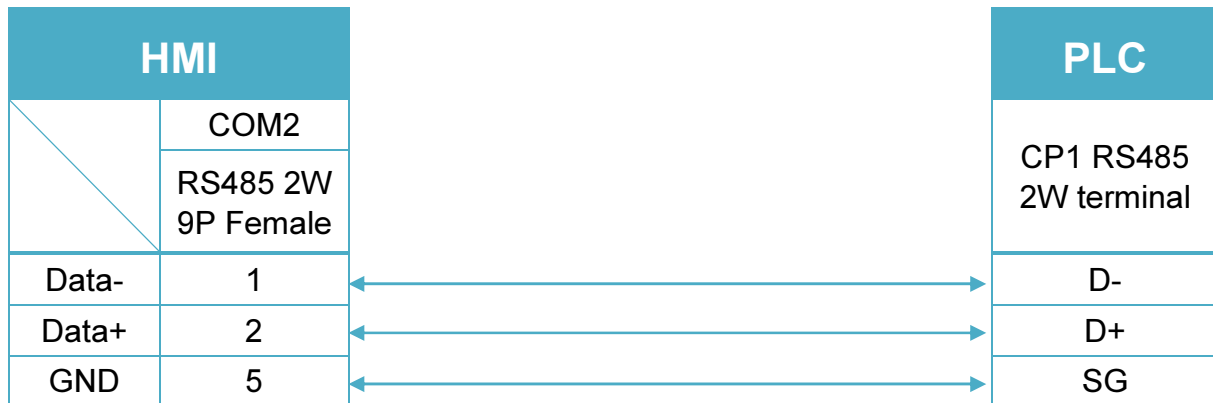 HMI
PLC
COM2
RS485 2W
9P Female
CP1 RS485
2W terminal
Data- 1 D-
Data+ 2 D+
GND 5 SG